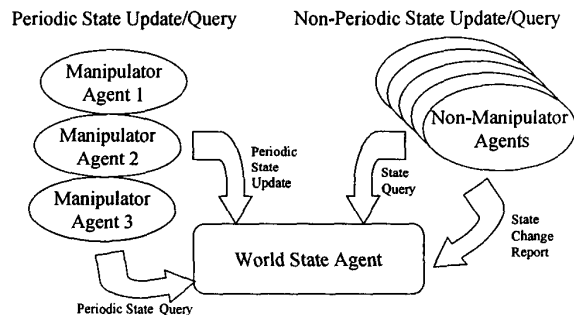 Periodic State Update/Query
Non-Periodic State Update/Query
Manipulator
Agent 1
Manipulator
Agent 2
Manipulator
Agent 3
Non-Manipulator
Agents
Periodic
State
Update
State
Query
State
Change
Report
World State Agent
Periodic State Query